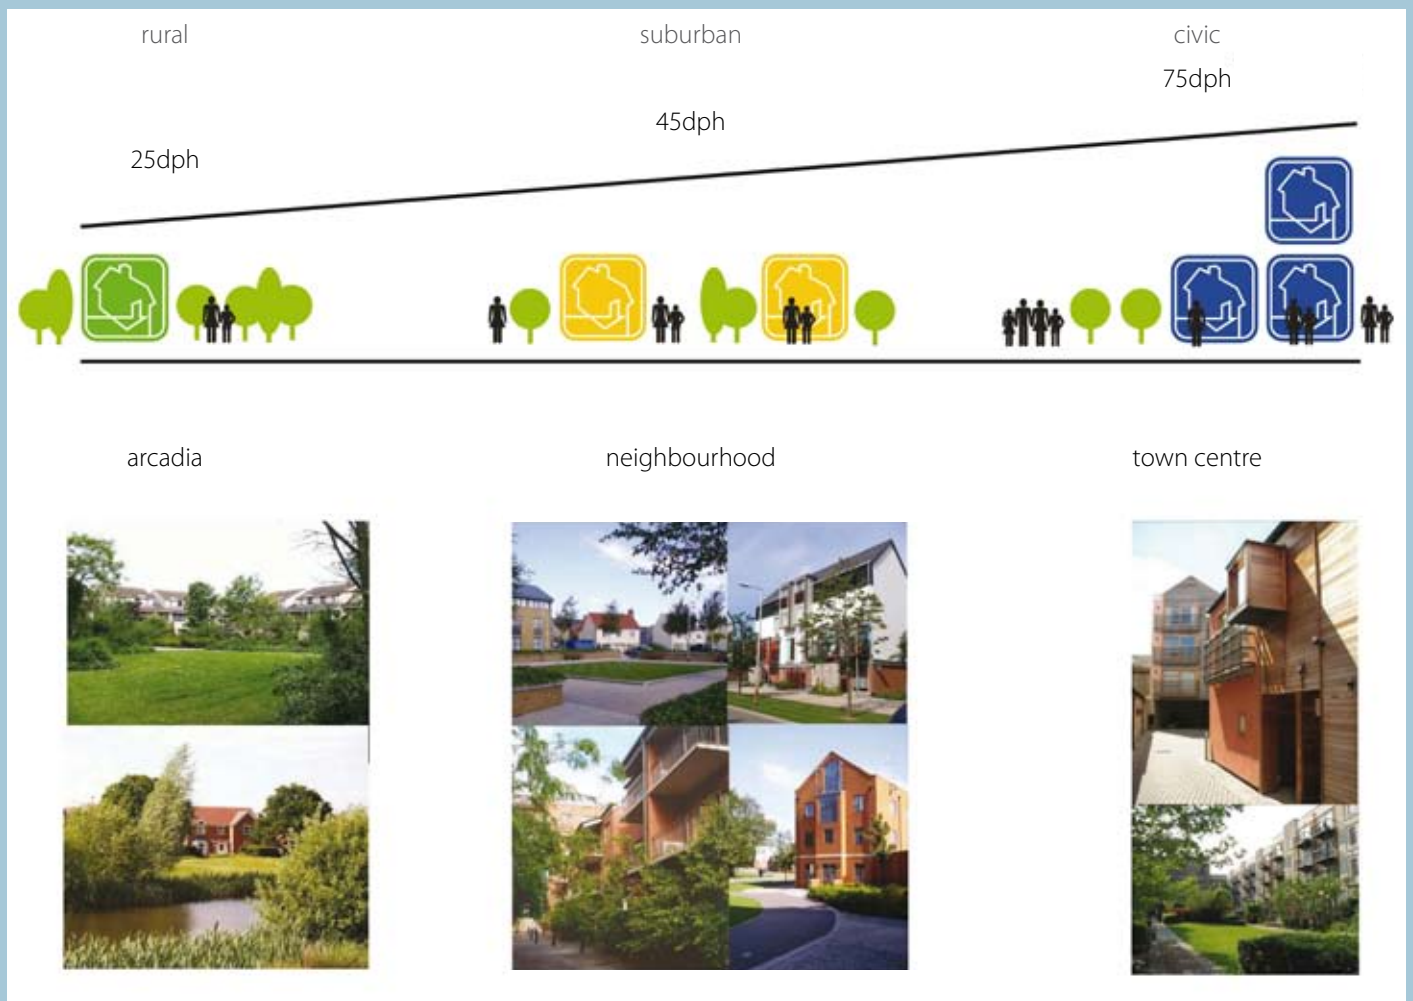 rural suburban civic
75dph
45dph
25dph
arcadia neighbourhood town centre